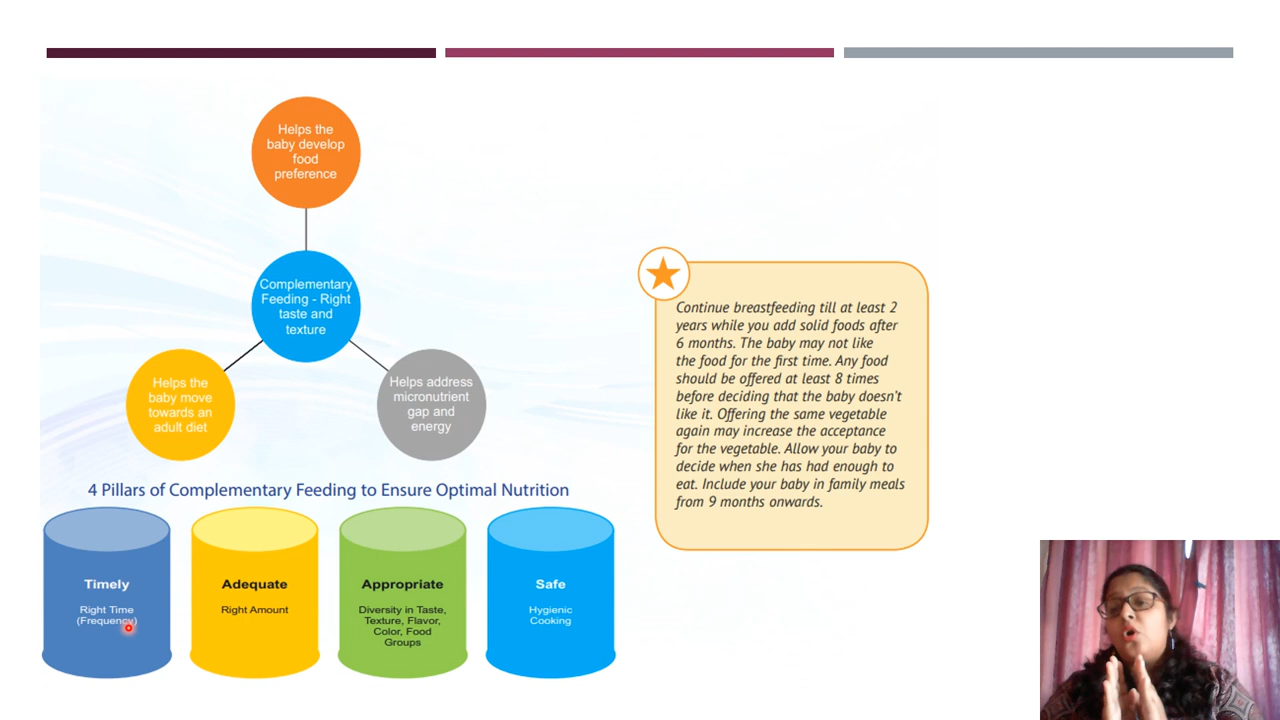 Helps the
baby develop
food
preference
Complementary
Feeding - Right
taste and
texture
Helps the
baby move
towards an
adult diet
Helps address
micronutrient
gap and
energy
Continue breastfeeding till at least 2
years while you add solid foods after
6 months. The baby may not like
the food for the first time. Any food
should be offered at least 8 times
before deciding that the baby doesn't
like it. Offering the same vegetable
again may increase the acceptance
for the vegetable. Allow your baby to
decide when she has had enough to
eat. Include your baby in family meals
from 9 months onwards.
4 Pillars of Complementary Feeding to Ensure Optimal Nutrition
Timely
Right Time
(Frequency)
Adequate
Right Amount
Appropriate
Diversity in Taste,
Texture, Flavor,
Color, Food
Groups
Safe
Hygienic
Cooking